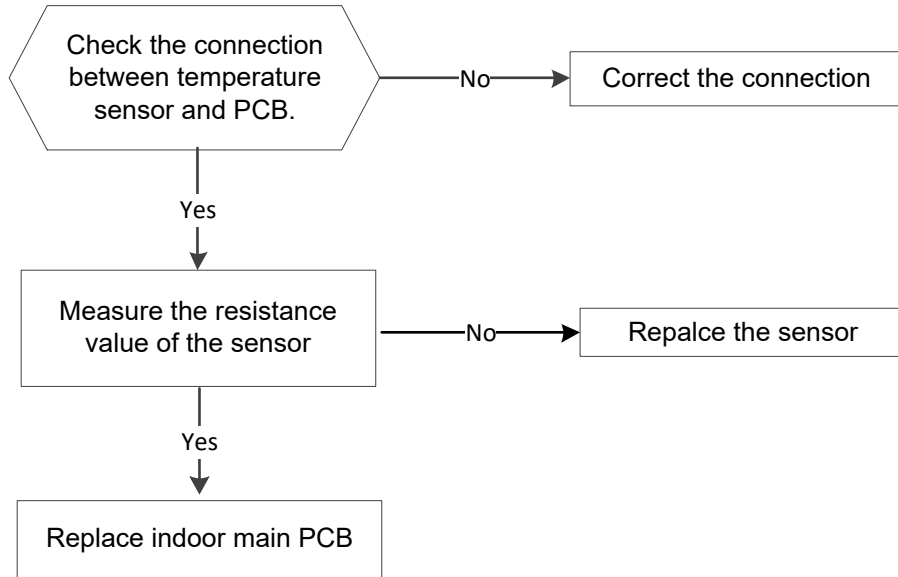 Check the connection
between temperature
sensor and PCB.
No
Correct the connection
Yes
Measure the resistance
value of the sensor
No
Repalce the sensor
Yes
Replace indoor main PCB